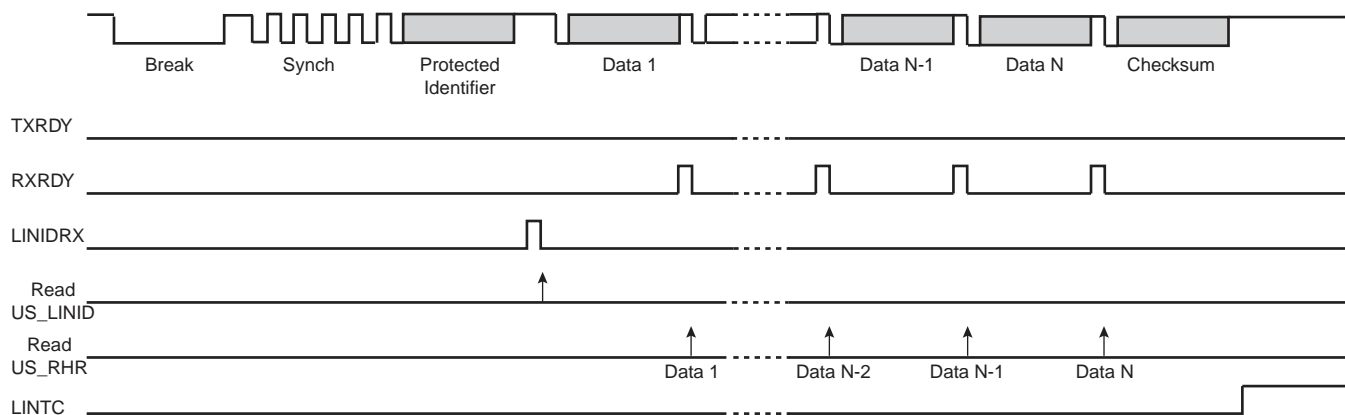 Break
Synch
Protected
Identifier
Data 1
Data N-1
Data N
Checksum
TXRDY
RXRDY
LINIDRX
Read
US_LINID
Read
US_RHR
Data 1
Data N-2
Data N-1
Data N
LINTC